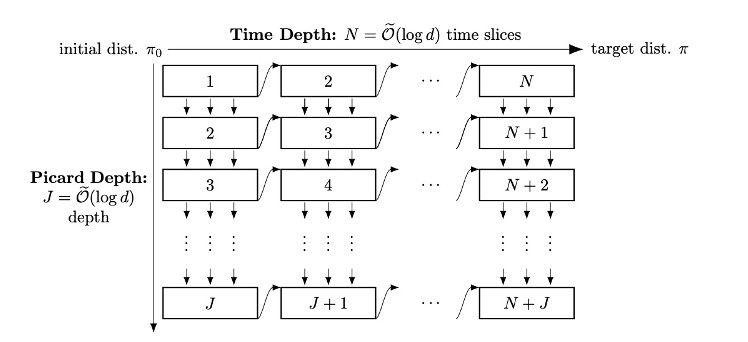 Time Depth: N = Õ(log d) time slices
initial dist. π₀ target dist. π
1 2 ··· N
2 3 ··· N + 1
Picard Depth:
J = Õ(log d)
depth
3 4 ··· N + 2
⋮ ⋮ ⋮ ⋮ ⋮ ⋮ ⋮ ⋮ ⋮
J J + 1 ··· N + J